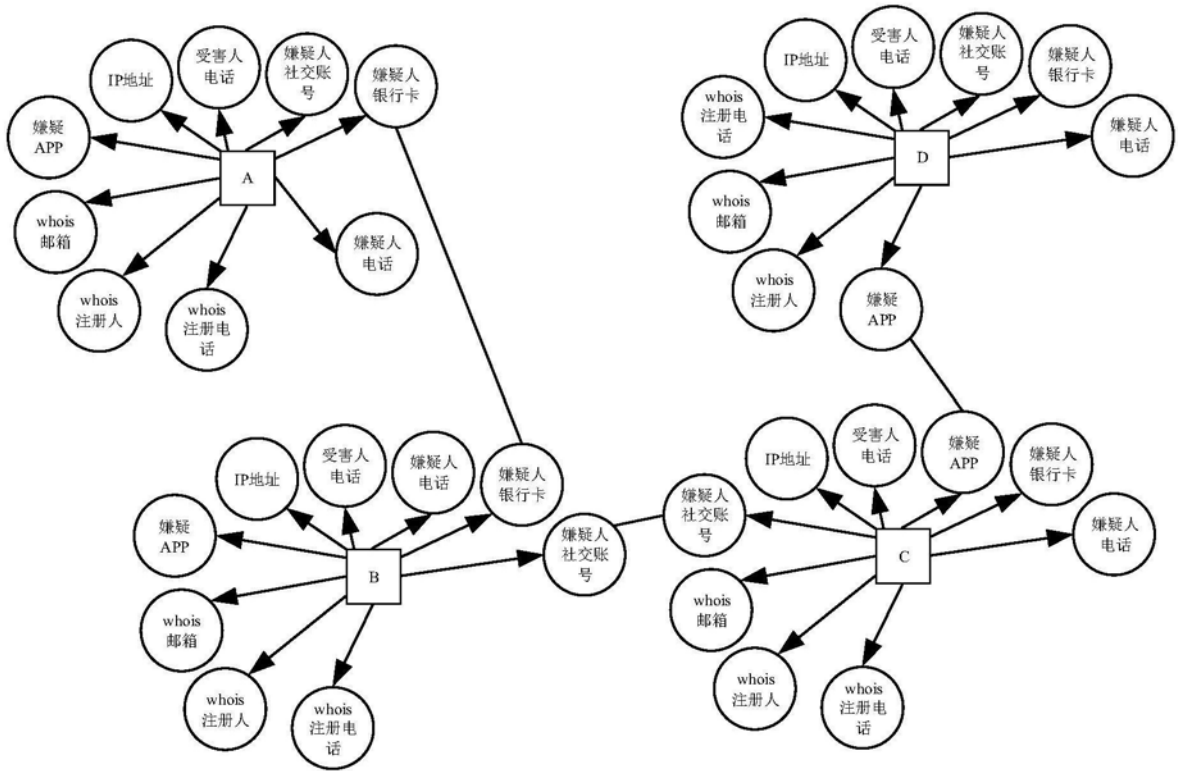 IP地址
受害人
电话
嫌疑人
社交账
号
嫌疑人
银行卡
嫌疑
APP
A
whois
邮箱
嫌疑人
电话
whois
注册人
whois
注册电
话
IP地址
受害人
电话
嫌疑人
社交账
号
嫌疑人
银行卡
whois
注册电
话
嫌疑人
电话
D
whois
邮箱
whois
注册人
嫌疑
APP
IP地址
受害人
电话
嫌疑人
电话
嫌疑人
银行卡
嫌疑
APP
嫌疑人
社交账
号
B
whois
邮箱
whois
注册人
whois
注册电
话
IP地址
受害人
电话
嫌疑
APP
嫌疑人
银行卡
嫌疑人
社交账
号
嫌疑人
电话
C
whois
邮箱
whois
注册人
whois
注册电
话